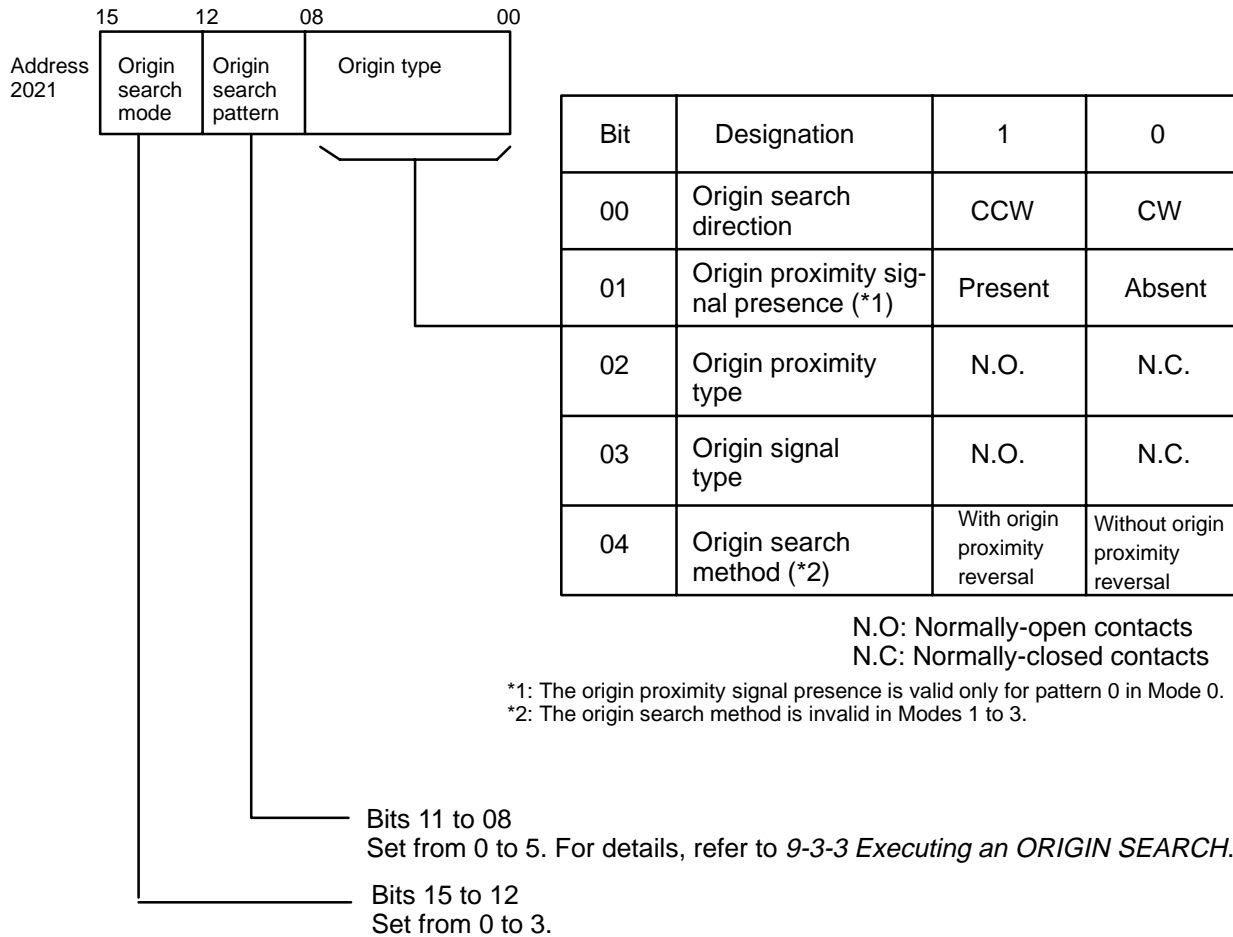 15 12 08 00
Address
2021
Origin
search
mode
Origin
search
pattern
Origin type
Bit Designation 1 0
00 Origin search
direction CCW CW
01 Origin proximity sig-
nal presence (*1) Present Absent
02 Origin proximity
type N.O. N.C.
03 Origin signal
type N.O. N.C.
04 Origin search
method (*2)
With origin
proximity
reversal
Without origin
proximity
reversal
N.O: Normally-open contacts
N.C: Normally-closed contacts
*1: The origin proximity signal presence is valid only for pattern 0 in Mode 0.
*2: The origin search method is invalid in Modes 1 to 3.
Bits 11 to 08
Set from 0 to 5. For details, refer to 9-3-3 Executing an ORIGIN SEARCH.
Bits 15 to 12
Set from 0 to 3.